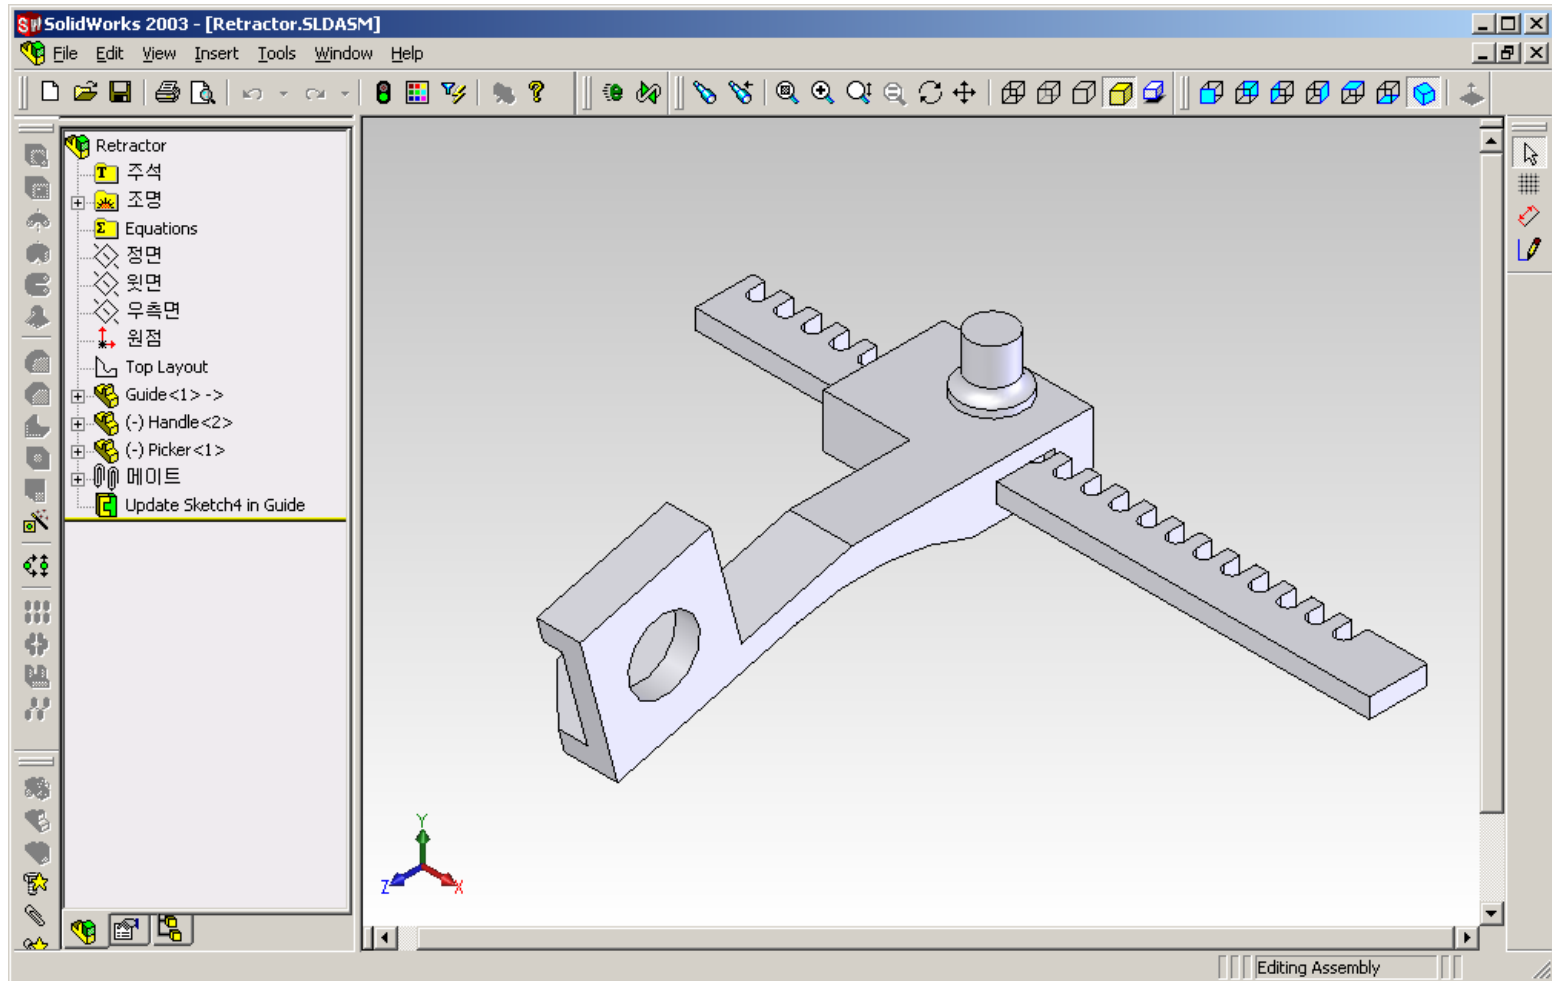 SolidWorks 2003 - [Retractor.SLDASM]
File Edit View Insert Tools Window Help
Retractor
주석
조명
Equations
정면
윗면
우측면
원점
Top Layout
Guide<1> ->
(-) Handle<2>
(-) Picker<1>
메이트
Update Sketch4 in Guide
Y
Z X
Editing Assembly